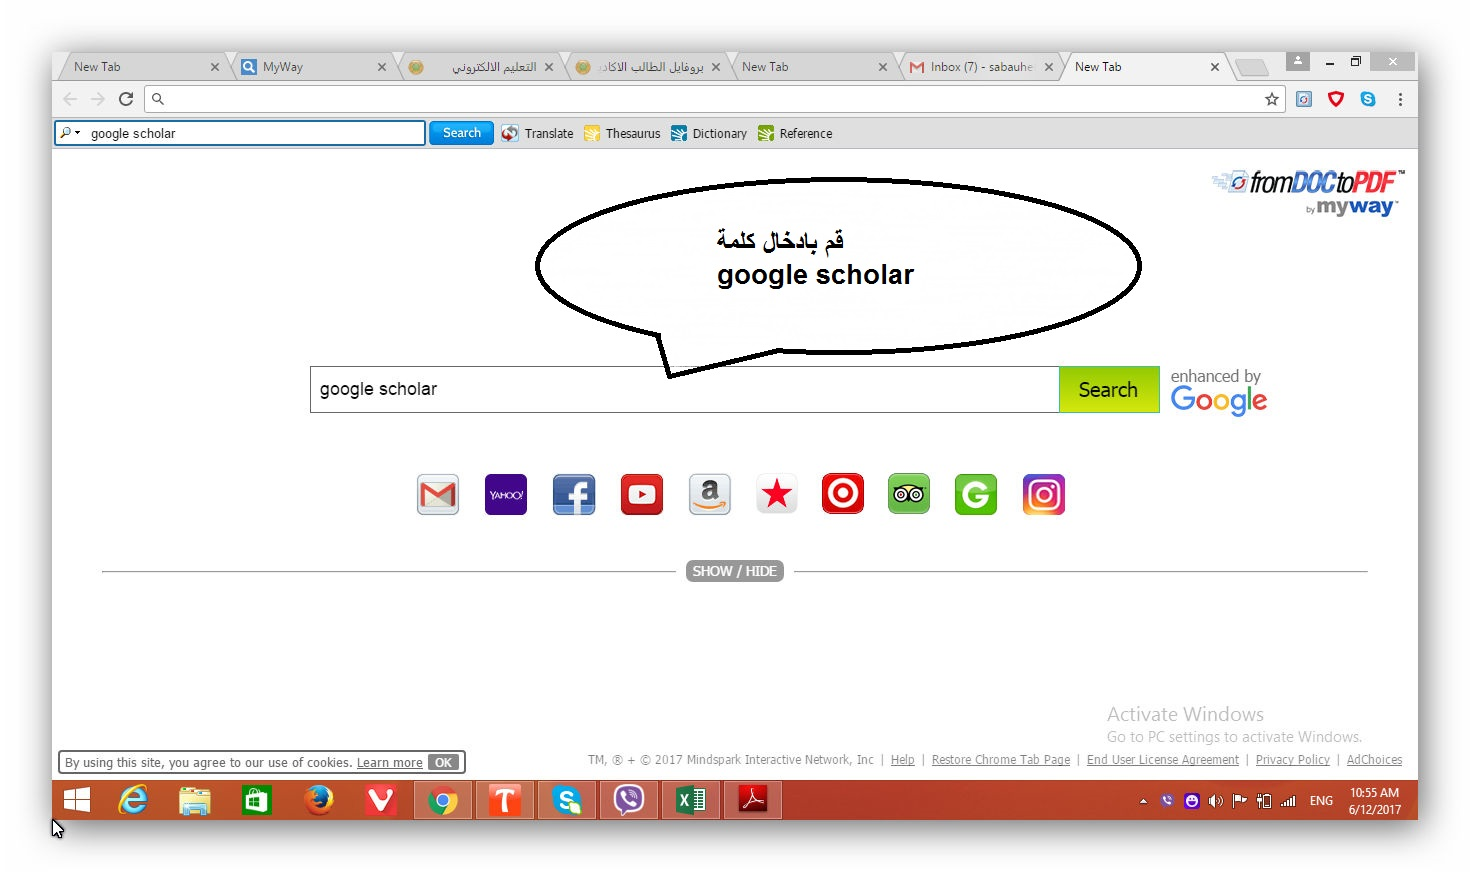 New Tab
MyWay
التعليم الالكتروني
بروفايل الطالب الاكادي
New Tab
Inbox (7) - sabauhe
New Tab
google scholar
Search
Translate
Thesaurus
Dictionary
Reference
fromDOCtoPDF™
by myway™
قم بادخال كلمة
google scholar
google scholar
Search
enhanced by
Google
YAHOO!
SHOW / HIDE
Activate Windows
Go to PC settings to activate Windows.
By using this site, you agree to our use of cookies. Learn more OK
TM, ® + © 2017 Mindspark Interactive Network, Inc | Help | Restore Chrome Tab Page | End User License Agreement | Privacy Policy | AdChoices
ENG
10:55 AM
6/12/2017